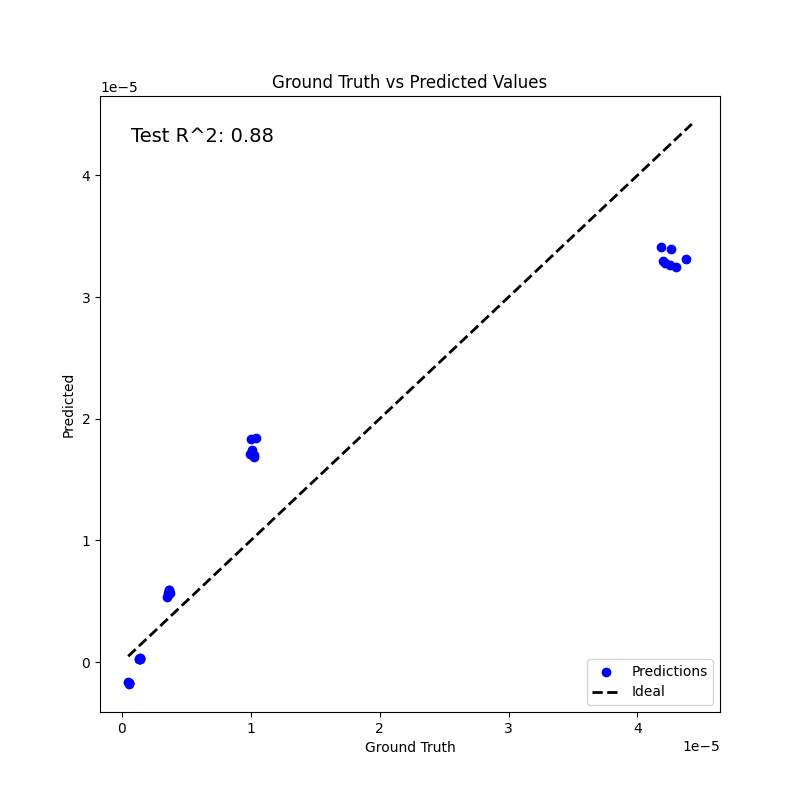 Ground Truth vs Predicted Values
1e−5
Test R^2: 0.88
4
3
2
1
0
Predicted
Predictions
Ideal
0 1 2 3 4
Ground Truth
1e−5